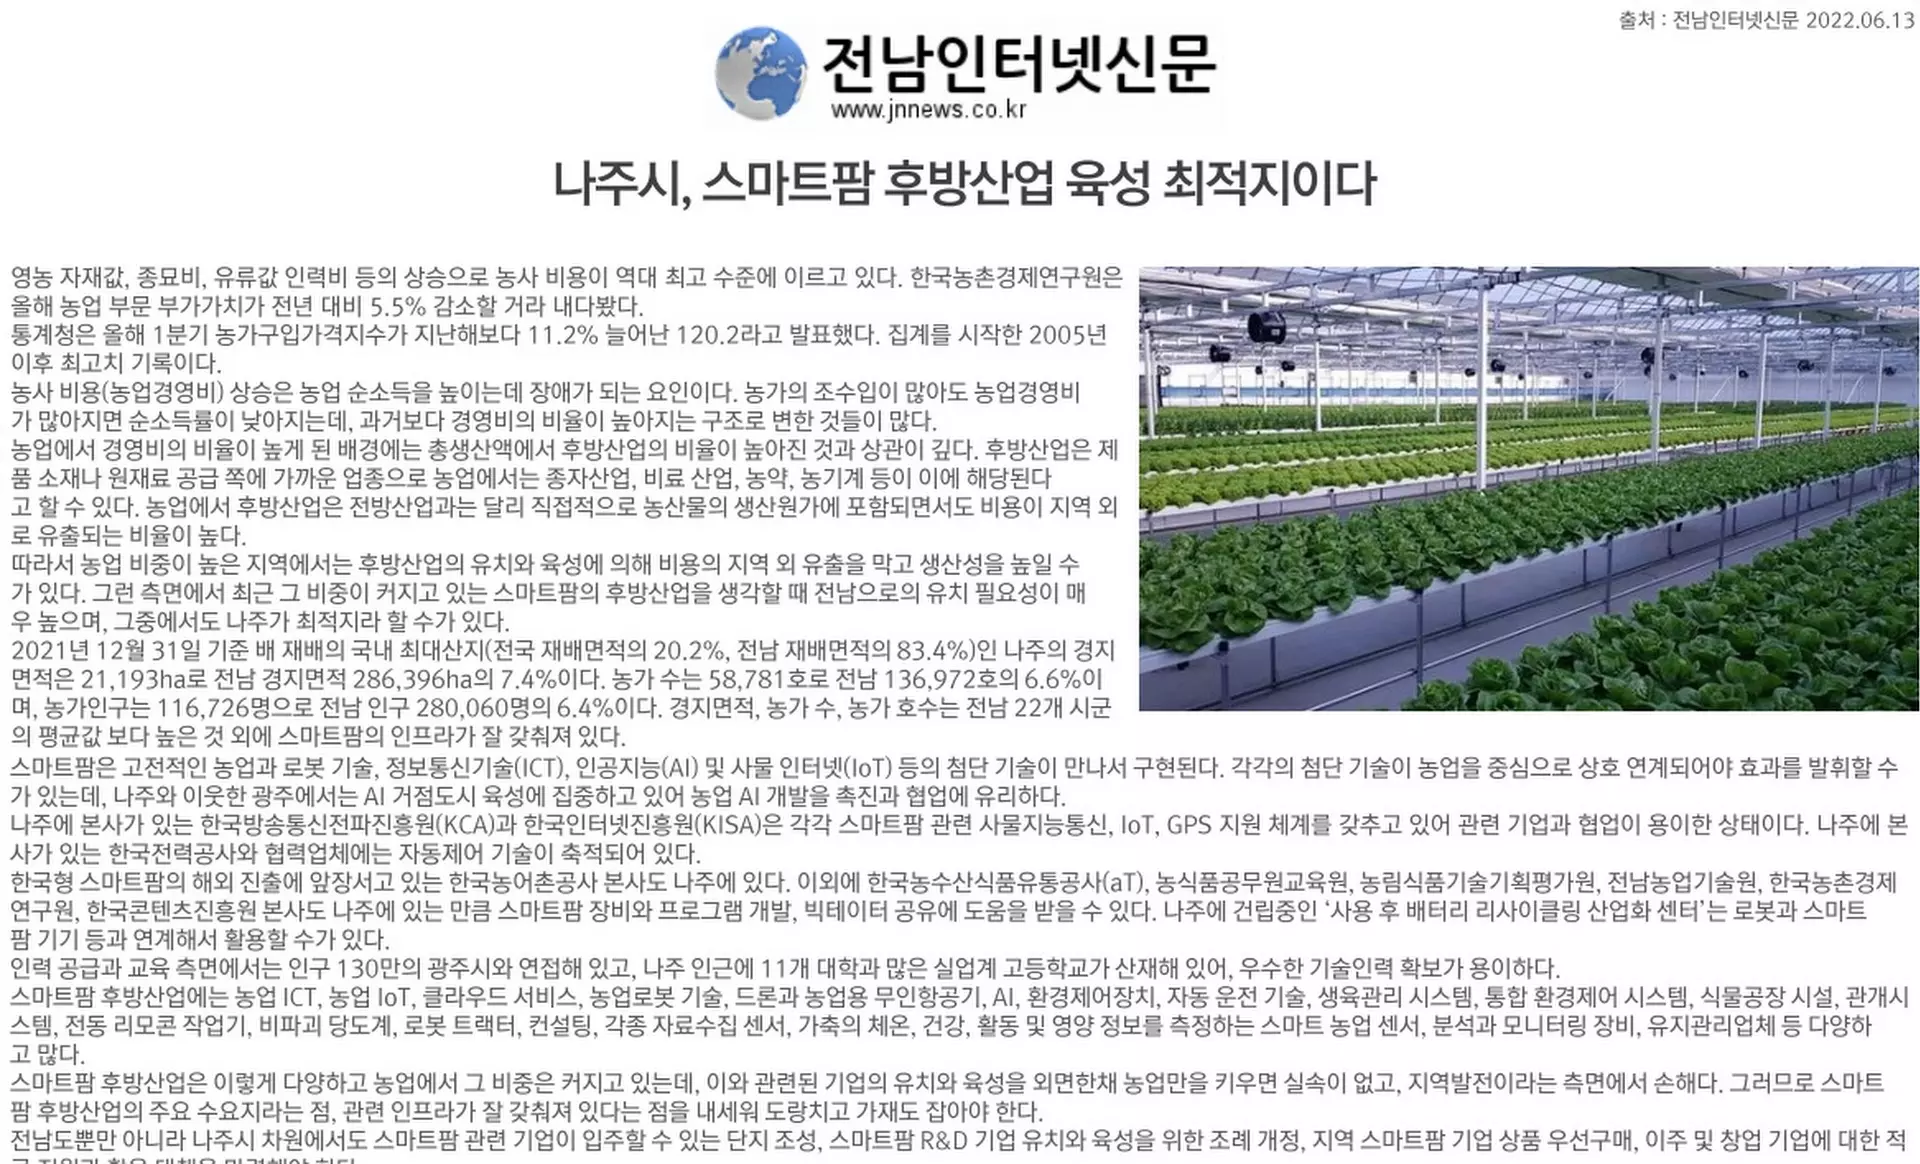 출처 : 전남인터넷신문 2022.06.13
전남인터넷신문
www.jnnews.co.kr
나주시, 스마트팜 후방산업 육성 최적지이다
영농 자재값, 종묘비, 유류값 인력비 등의 상승으로 농사 비용이 역대 최고 수준에 이르고 있다. 한국농촌경제연구원은
올해 농업 부문 부가가치가 전년 대비 5.5% 감소할 거라 내다봤다.
통계청은 올해 1분기 농가구입가격지수가 지난해보다 11.2% 늘어난 120.2라고 발표했다. 집계를 시작한 2005년
이후 최고치 기록이다.
농사 비용(농업경영비) 상승은 농업 순소득을 높이는데 장애가 되는 요인이다. 농가의 조수입이 많아도 농업경영비
가 많아지면 순소득률이 낮아지는데, 과거보다 경영비의 비율이 높아지는 구조로 변한 것들이 많다.
농업에서 경영비의 비율이 높게 된 배경에는 총생산액에서 후방산업의 비율이 높아진 것과 상관이 깊다. 후방산업은 제
품 소재나 원재료 공급 쪽에 가까운 업종으로 농업에서는 종자산업, 비료 산업, 농약, 농기계 등이 이에 해당된다
고 할 수 있다. 농업에서 후방산업은 전방산업과는 달리 직접적으로 농산물의 생산원가에 포함되면서도 비용이 지역 외
로 유출되는 비율이 높다.
따라서 농업 비중이 높은 지역에서는 후방산업의 유치와 육성에 의해 비용의 지역 외 유출을 막고 생산성을 높일 수
가 있다. 그런 측면에서 최근 그 비중이 커지고 있는 스마트팜의 후방산업을 생각할 때 전남으로의 유치 필요성이 매
우 높으며, 그중에서도 나주가 최적지라 할 수가 있다.
2021년 12월 31일 기준 배 재배의 국내 최대산지(전국 재배면적의 20.2%, 전남 재배면적의 83.4%)인 나주의 경지
면적은 21,193ha로 전남 경지면적 286,396ha의 7.4%이다. 농가 수는 58,781호로 전남 136,972호의 6.6%이
며, 농가인구는 116,726명으로 전남 인구 280,060명의 6.4%이다. 경지면적, 농가 수, 농가 호수는 전남 22개 시군
의 평균값 보다 높은 것 외에 스마트팜의 인프라가 잘 갖춰져 있다.
스마트팜은 고전적인 농업과 로봇 기술, 정보통신기술(ICT), 인공지능(AI) 및 사물 인터넷(IoT) 등의 첨단 기술이 만나서 구현된다. 각각의 첨단 기술이 농업을 중심으로 상호 연계되어야 효과를 발휘할 수
가 있는데, 나주와 이웃한 광주에서는 AI 거점도시 육성에 집중하고 있어 농업 AI 개발을 촉진과 협업에 유리하다.
나주에 본사가 있는 한국방송통신전파진흥원(KCA)과 한국인터넷진흥원(KISA)은 각각 스마트팜 관련 사물지능통신, IoT, GPS 지원 체계를 갖추고 있어 관련 기업과 협업이 용이한 상태이다. 나주에 본
사가 있는 한국전력공사와 협력업체에는 자동제어 기술이 축적되어 있다.
한국형 스마트팜의 해외 진출에 앞장서고 있는 한국농어촌공사 본사도 나주에 있다. 이외에 한국농수산식품유통공사(aT), 농식품공무원교육원, 농림식품기술기획평가원, 전남농업기술원, 한국농촌경제
연구원, 한국콘텐츠진흥원 본사도 나주에 있는 만큼 스마트팜 장비와 프로그램 개발, 빅테이터 공유에 도움을 받을 수 있다. 나주에 건립중인 ‘사용 후 배터리 리사이클링 산업화 센터’는 로봇과 스마트
팜 기기 등과 연계해서 활용할 수가 있다.
인력 공급과 교육 측면에서는 인구 130만의 광주시와 연접해 있고, 나주 인근에 11개 대학과 많은 실업계 고등학교가 산재해 있어, 우수한 기술인력 확보가 용이하다.
스마트팜 후방산업에는 농업 ICT, 농업 IoT, 클라우드 서비스, 농업로봇 기술, 드론과 농업용 무인항공기, AI, 환경제어장치, 자동 운전 기술, 생육관리 시스템, 통합 환경제어 시스템, 식물공장 시설, 관개시
스템, 전동 리모콘 작업기, 비파괴 당도계, 로봇 트랙터, 컨설팅, 각종 자료수집 센서, 가축의 체온, 건강, 활동 및 영양 정보를 측정하는 스마트 농업 센서, 분석과 모니터링 장비, 유지관리업체 등 다양하
고 많다.
스마트팜 후방산업은 이렇게 다양하고 농업에서 그 비중은 커지고 있는데, 이와 관련된 기업의 유치와 육성을 외면한채 농업만을 키우면 실속이 없고, 지역발전이라는 측면에서 손해다. 그러므로 스마트
팜 후방산업의 주요 수요지라는 점, 관련 인프라가 잘 갖춰져 있다는 점을 내세워 도랑치고 가재도 잡아야 한다.
전남도뿐만 아니라 나주시 차원에서도 스마트팜 관련 기업이 입주할 수 있는 단지 조성, 스마트팜 R&D 기업 유치와 육성을 위한 조례 개정, 지역 스마트팜 기업 상품 우선구매, 이주 및 창업 기업에 대한 적